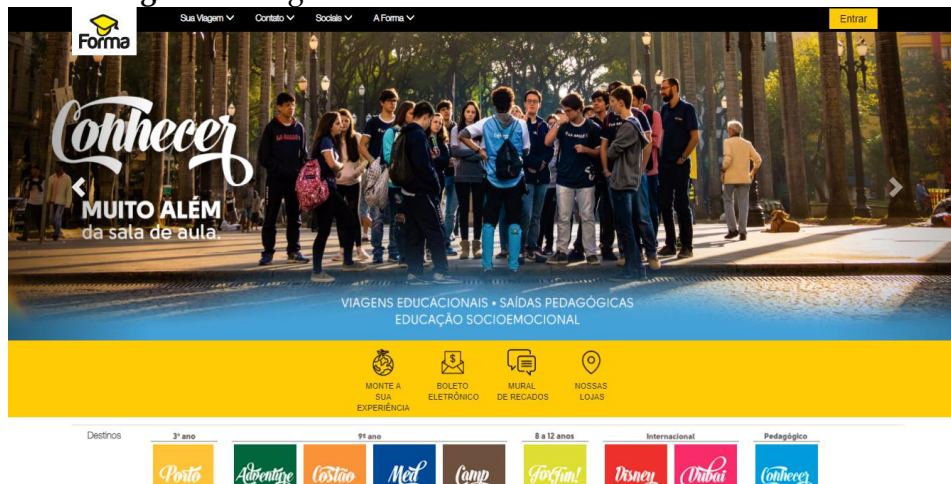 Forma
Sua Viagem
Contato
Sociais
A Forma
Entrar
Conhecer
MUITO ALÉM
da sala de aula.
VIAGENS EDUCACIONAIS • SAÍDAS PEDAGÓGICAS
EDUCAÇÃO SOCIOEMOCIONAL
MONTE A
SUA
EXPERIÊNCIA
BOLETO
ELETRÔNICO
MURAL
DE RECADOS
NOSSAS
LOJAS
Destinos
3º ano
9º ano
8 a 12 anos
Internacional
Pedagógico
Porto
Adventure
Costão
Med
Camp
ForFun!
Disney
Dubai
Conhecer